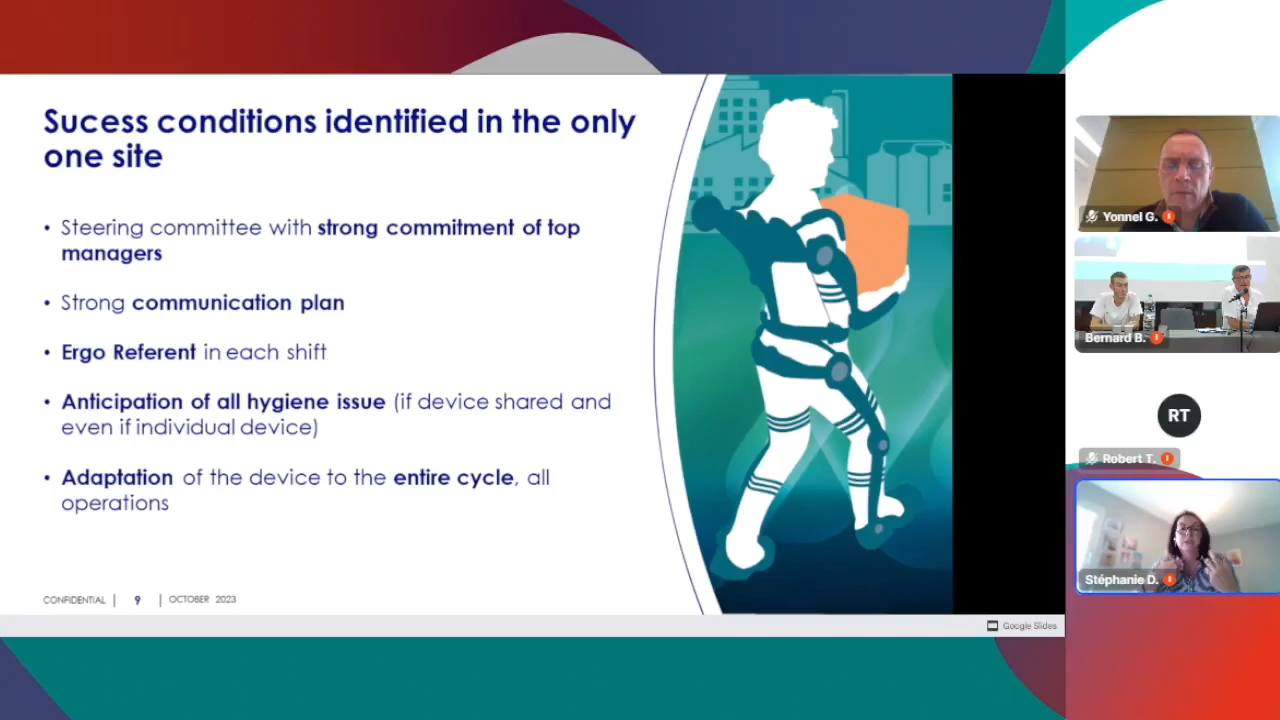 Sucess conditions identified in the only
one site
• Steering committee with strong commitment of top
managers
• Strong communication plan
• Ergo Referent in each shift
• Anticipation of all hygiene issue (if device shared and
even if individual device)
• Adaptation of the device to the entire cycle, all
operations
CONFIDENTIAL | 9 | OCTOBER 2023
Google Slides
Yonnel G.
Bernard B.
RT
Robert T.
Stéphanie D.